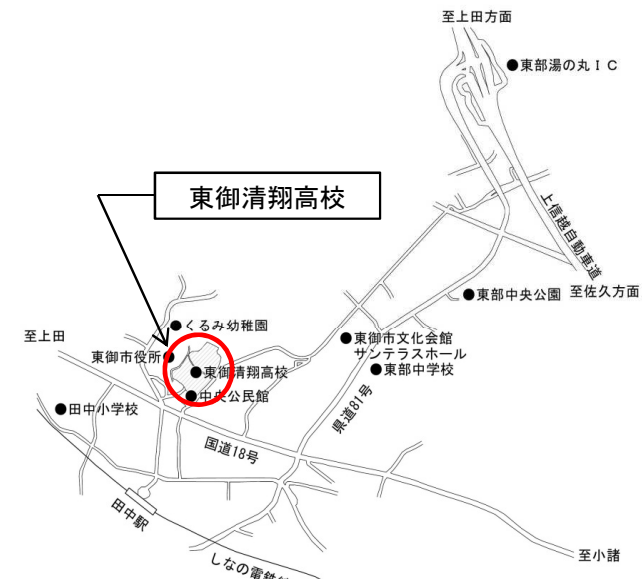 至上田方面
●東部湯の丸ＩＣ
東御清翔高校
上信越自動車道
至佐久方面
●東部中央公園
●くるみ幼稚園
至上田
東御市役所●
●東御市文化会館
サンテラスホール
●東御清翔高校
●東部中学校
●中央公民館
●田中小学校
県道81号
国道18号
田中駅
至小諸
しなの電鉄